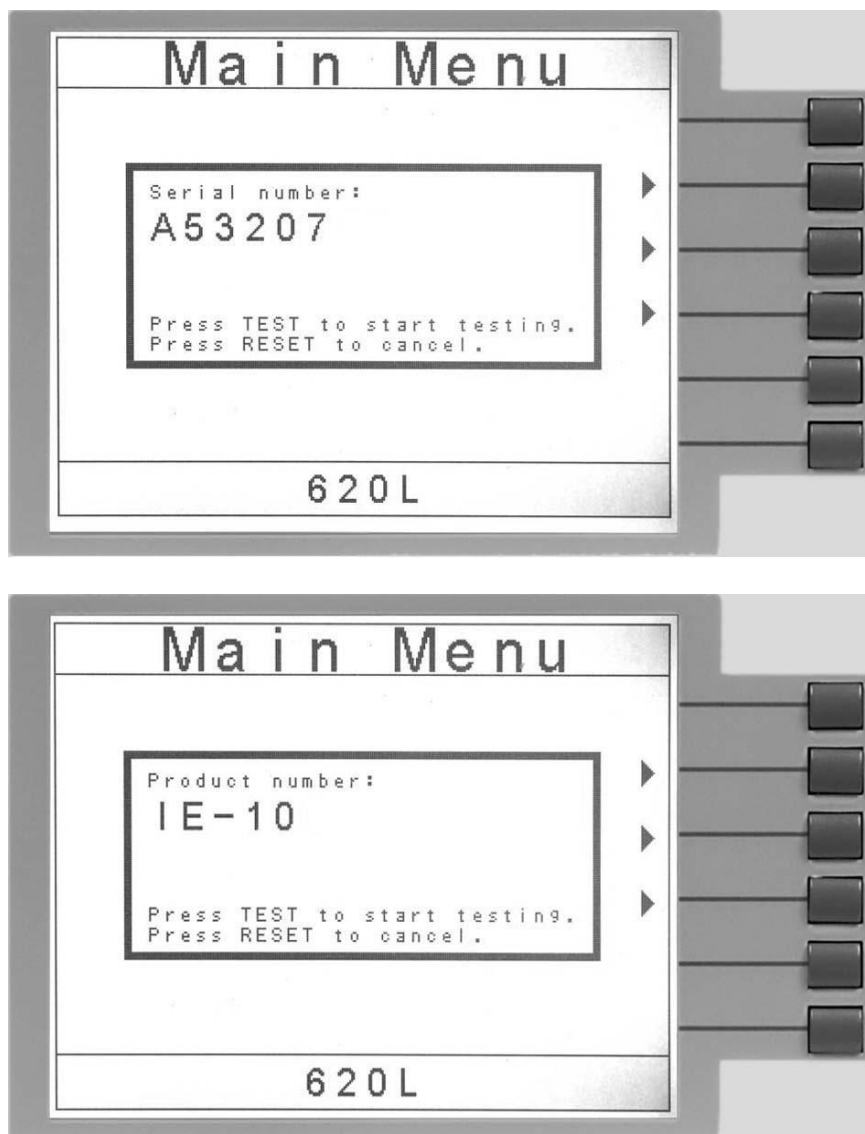 Main Menu
Serial number:
A53207
Press TEST to start testing.
Press RESET to cancel.
620L
Main Menu
Product number:
IE-10
Press TEST to start testing.
Press RESET to cancel.
620L